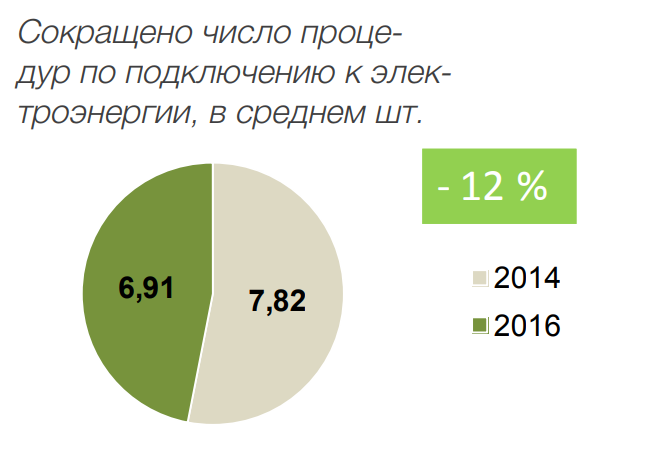 Сокращено число проце-
дур по подключению к элек-
троэнергии, в среднем шт.
- 12 %
6,91
7,82
2014
2016